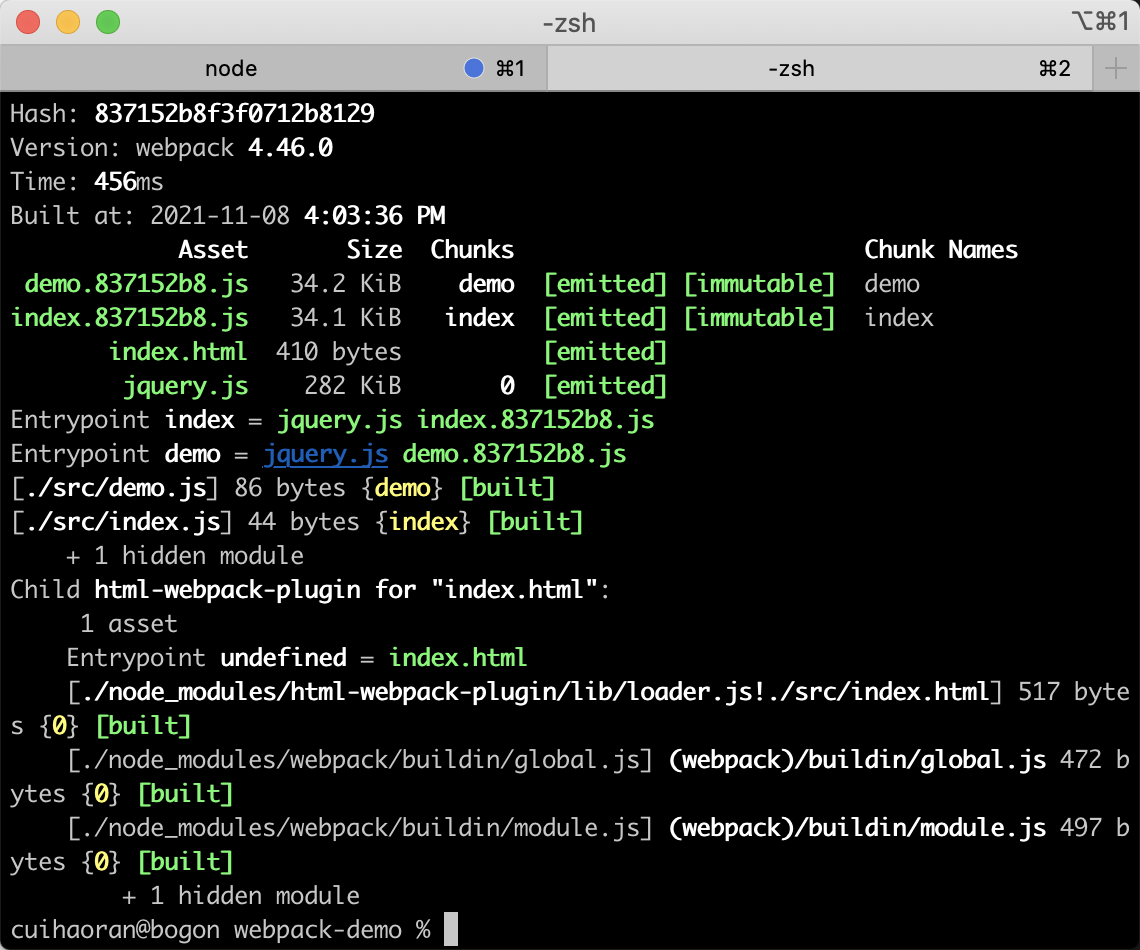 -zsh ⌥⌘1
node ⌘1 -zsh ⌘2 +
Hash: 837152b8f3f0712b8129
Version: webpack 4.46.0
Time: 456ms
Built at: 2021-11-08 4:03:36 PM
Asset Size Chunks Chunk Names
demo.837152b8.js 34.2 KiB demo [emitted] [immutable] demo
index.837152b8.js 34.1 KiB index [emitted] [immutable] index
index.html 410 bytes [emitted]
jquery.js 282 KiB 0 [emitted]
Entrypoint index = jquery.js index.837152b8.js
Entrypoint demo = jquery.js demo.837152b8.js
[./src/demo.js] 86 bytes {demo} [built]
[./src/index.js] 44 bytes {index} [built]
+ 1 hidden module
Child html-webpack-plugin for "index.html":
1 asset
Entrypoint undefined = index.html
[./node_modules/html-webpack-plugin/lib/loader.js!./src/index.html] 517 byte
s {0} [built]
[./node_modules/webpack/buildin/global.js] (webpack)/buildin/global.js 472 b
ytes {0} [built]
[./node_modules/webpack/buildin/module.js] (webpack)/buildin/module.js 497 b
ytes {0} [built]
+ 1 hidden module
cuihaoran@bogon webpack-demo %